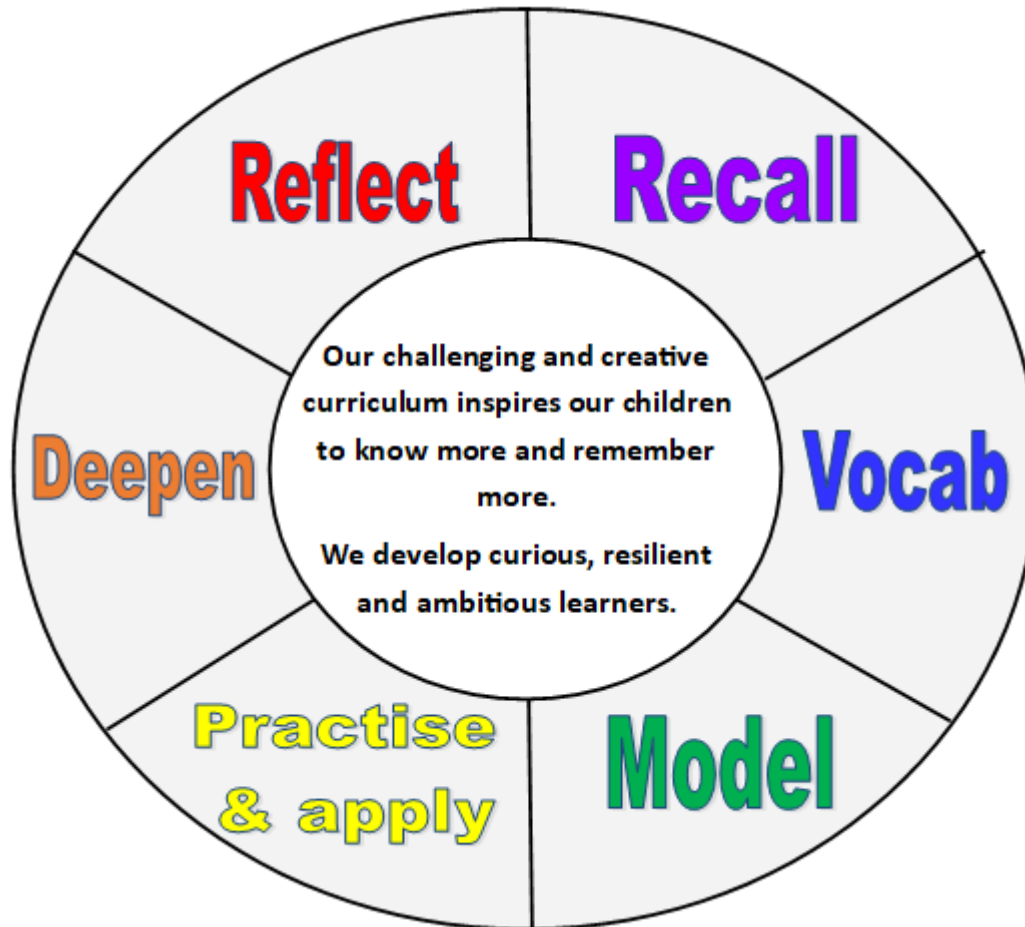 Reflect
Recall
Our challenging and creative
curriculum inspires our children
to know more and remember
more.
We develop curious, resilient
and ambitious learners.
Deepen
Vocab
Practise
& apply
Model